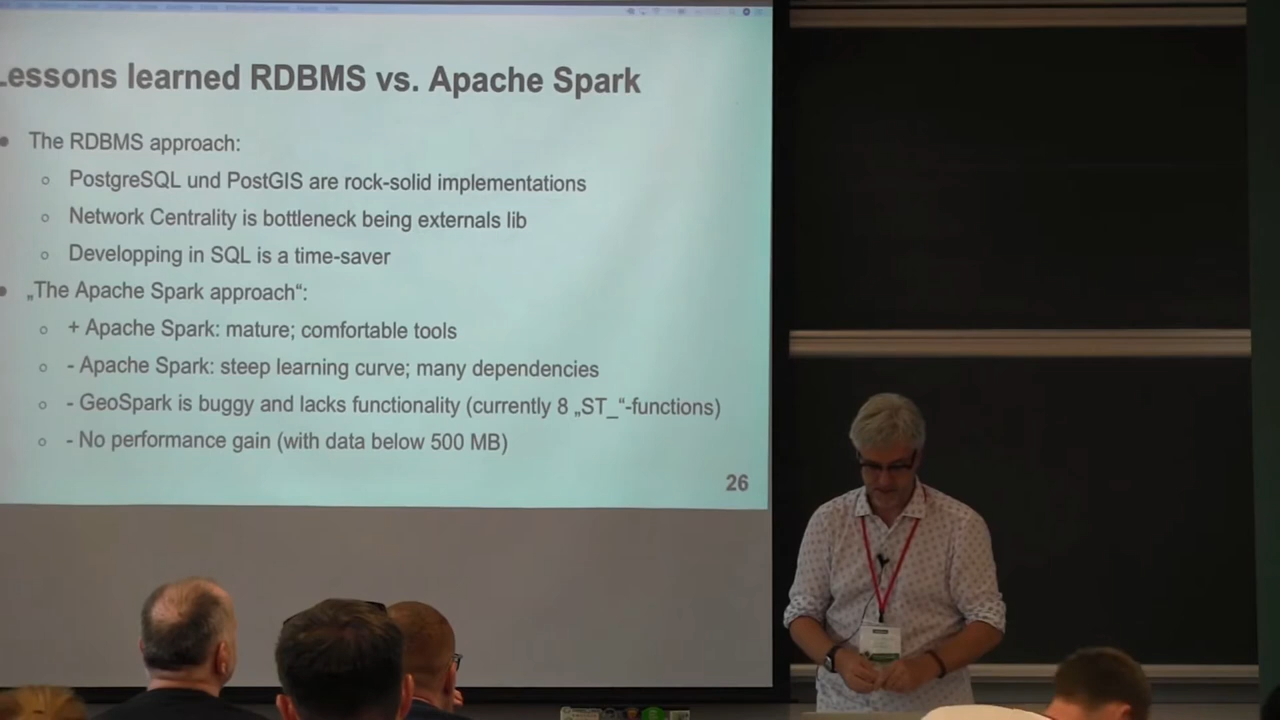 Lessons learned RDBMS vs. Apache Spark
● The RDBMS approach:
○ PostgreSQL und PostGIS are rock-solid implementations
○ Network Centrality is bottleneck being externals lib
○ Developping in SQL is a time-saver
● „The Apache Spark approach“:
○ + Apache Spark: mature; comfortable tools
○ - Apache Spark: steep learning curve; many dependencies
○ - GeoSpark is buggy and lacks functionality (currently 8 „ST_“-functions)
○ - No performance gain (with data below 500 MB)
26